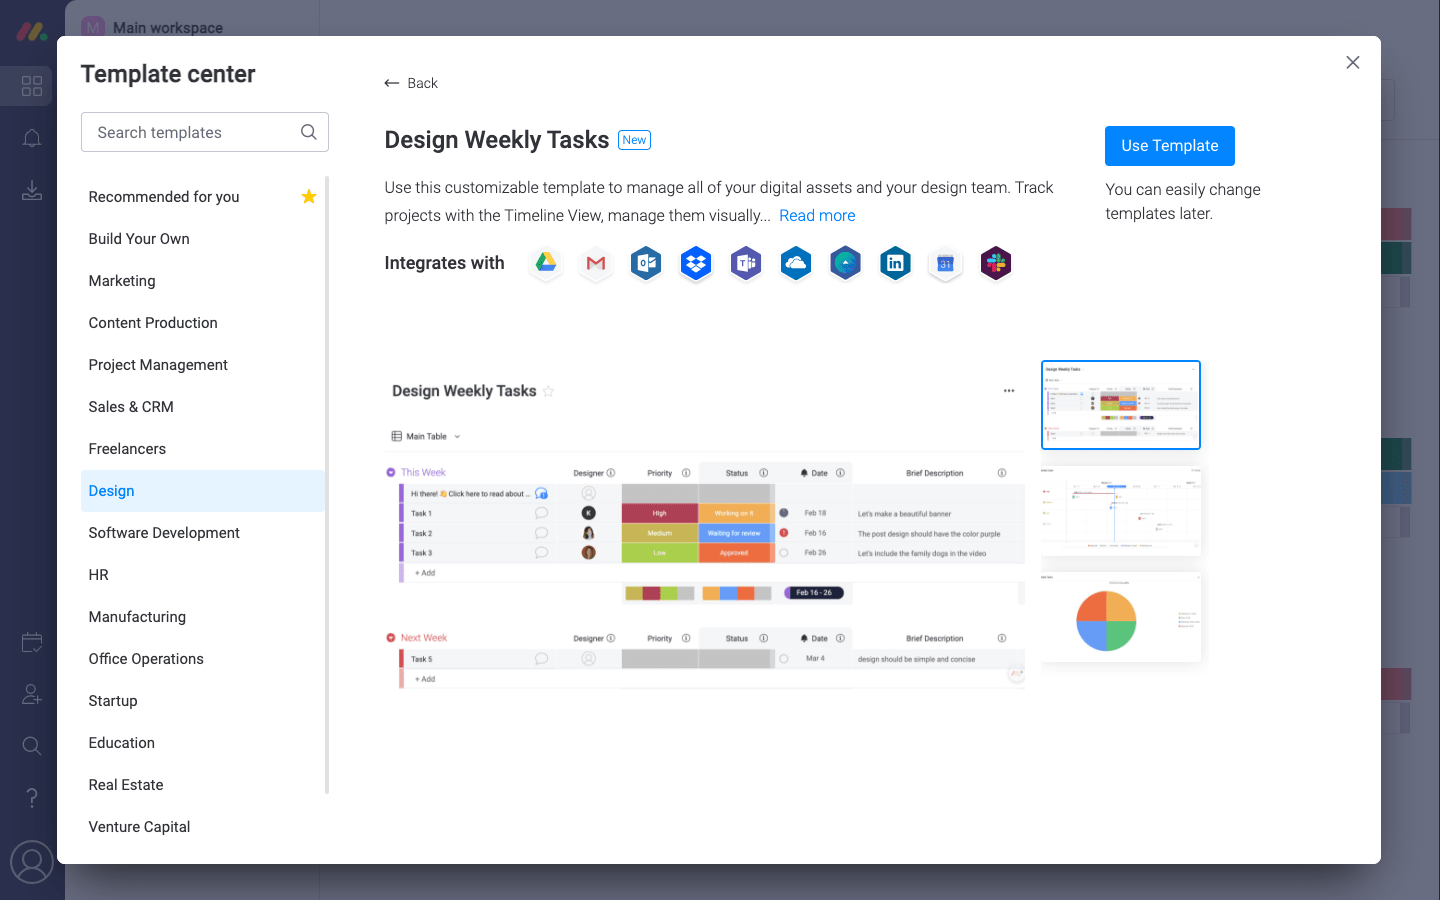 M Main workspace
Template center
Search templates
Recommended for you
Build Your Own
Marketing
Content Production
Project Management
Sales & CRM
Freelancers
Design
Software Development
HR
Manufacturing
Office Operations
Startup
Education
Real Estate
Venture Capital
← Back
Design Weekly Tasks New
Use this customizable template to manage all of your digital assets and your design team. Track
projects with the Timeline View, manage them visually... Read more
Use Template
You can easily change
templates later.
Integrates with
Design Weekly Tasks
Main Table
This Week Designer Priority Status Date Brief Description
Hi there! 👋 Click here to read about ...
Task 1 K High Working on it Feb 18 Let's make a beautiful banner
Task 2 Medium Waiting for review Feb 16 The post design should have the color purple
Task 3 Low Approved Feb 26 Let's include the family dogs in the video
+ Add
Feb 16 - 26
Next Week Designer Priority Status Date Brief Description
Task 5 Mar 4 design should be simple and concise
+ Add
Design Weekly Tasks